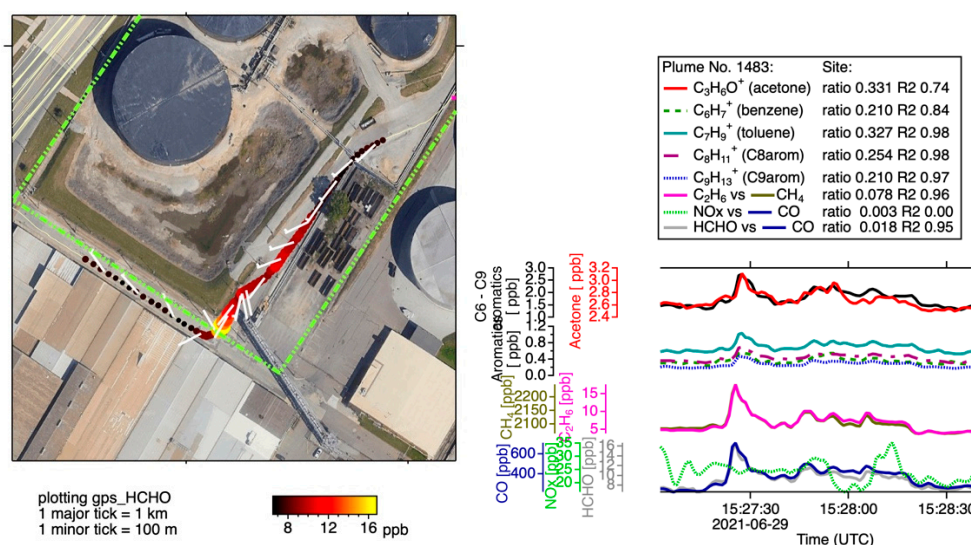 Plume No. 1483: Site:
C3H6O+ (acetone) ratio 0.331 R2 0.74
C6H7+ (benzene) ratio 0.210 R2 0.84
C7H9+ (toluene) ratio 0.327 R2 0.98
C8H11+ (C8arom) ratio 0.254 R2 0.98
C9H13+ (C9arom) ratio 0.210 R2 0.97
C2H6 vs CH4 ratio 0.078 R2 0.96
NOx vs CO ratio 0.003 R2 0.00
HCHO vs CO ratio 0.018 R2 0.95
C6 - C9
[ ppb]
3.0
2.5
2.0
1.5
1.0
Acetone [ ppb]
3.2
2.8
2.4
Aromatics
[ ppb]
1.2
0.8
0.4
0.0
CH4 [ppb]
2200
2150
2100
C2H6 [ppb]
15
10
5
CO [ppb]
600
400
NOx [ppb]
35
30
25
20
HCHO [ppb]
16
12
8
15:27:30 15:28:00 15:28:30
2021-06-29
Time (UTC)
plotting gps_HCHO
1 major tick = 1 km
1 minor tick = 100 m
8 12 16 ppb